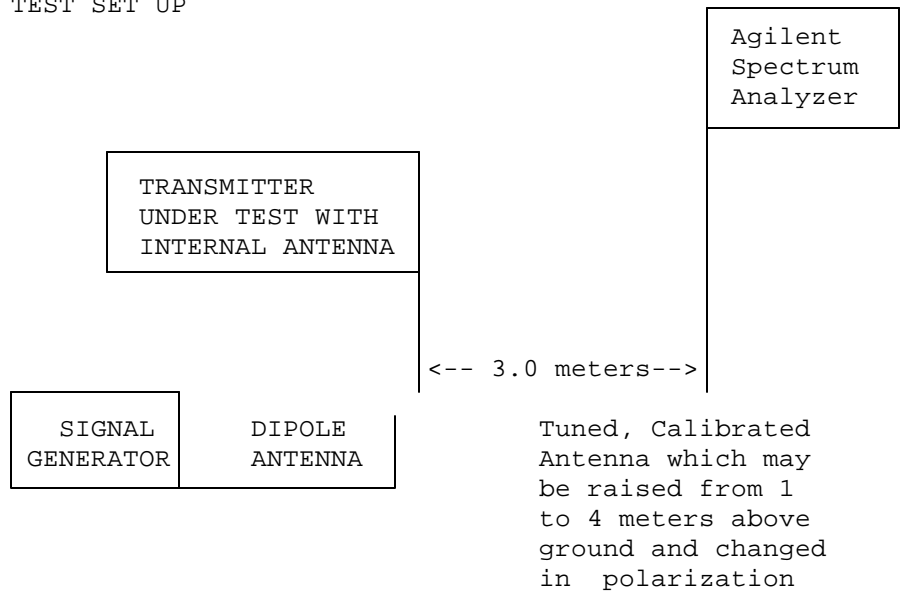 TEST SET UP
Agilent
Spectrum
Analyzer
TRANSMITTER
UNDER TEST WITH
INTERNAL ANTENNA
<-- 3.0 meters-->
SIGNAL
GENERATOR
DIPOLE
ANTENNA
Tuned, Calibrated
Antenna which may
be raised from 1
to 4 meters above
ground and changed
in polarization